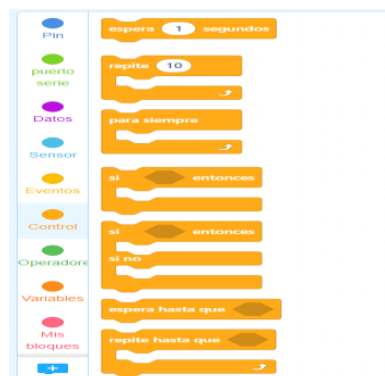 Pin
puerto
serie
Datos
Sensor
Eventos
Control
Operadore
Variables
Mis
bloques
espera 1 segundos
repite 10
para siempre
si entonces
si entonces
si no
espera hasta que
repite hasta que